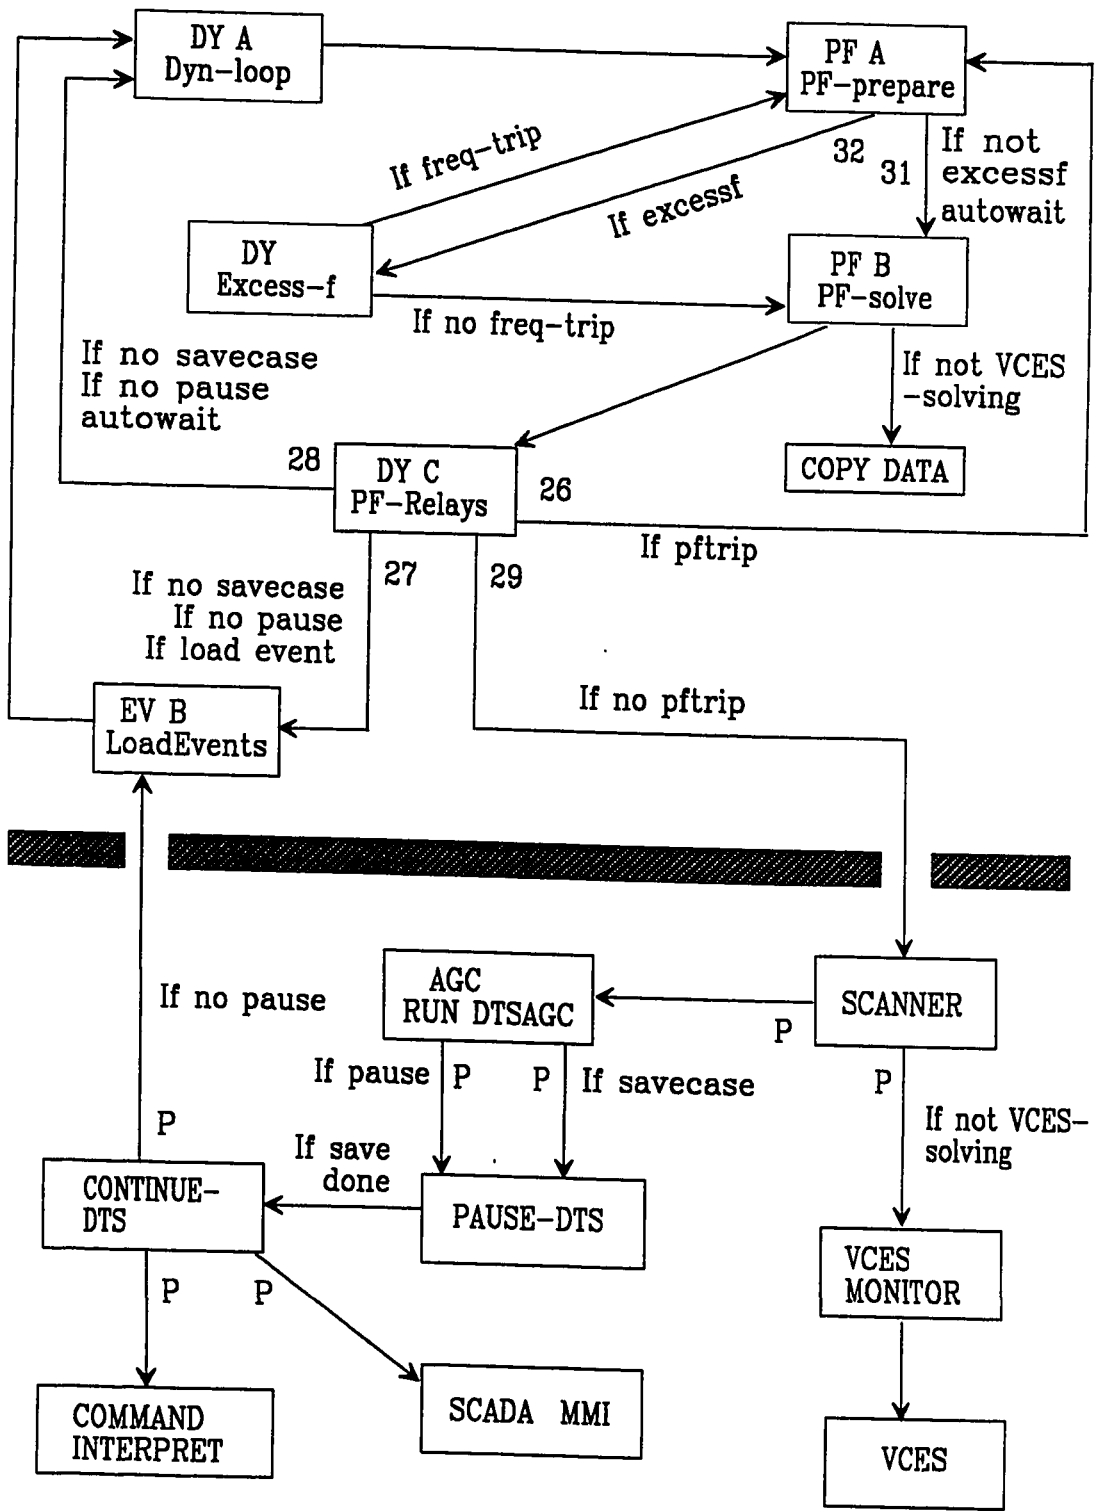 DY A
Dyn-loop
PF A
PF-prepare
If freq-trip
32
31
If not
excessf
autowait
If excessf
DY
Excess-f
PF B
PF-solve
If no freq-trip
If no savecase
If no pause
autowait
If not VCES
-solving
28
DY C
PF-Relays
26
COPY DATA
If pftrip
27
29
If no savecase
If no pause
If load event
If no pftrip
EV B
LoadEvents
AGC
RUN DTSAGC
SCANNER
If no pause
P
If pause
P
P
If savecase
P
If not VCES-
solving
P
If save
done
CONTINUE-
DTS
PAUSE-DTS
VCES
MONITOR
P
P
COMMAND
INTERPRET
SCADA MMI
VCES